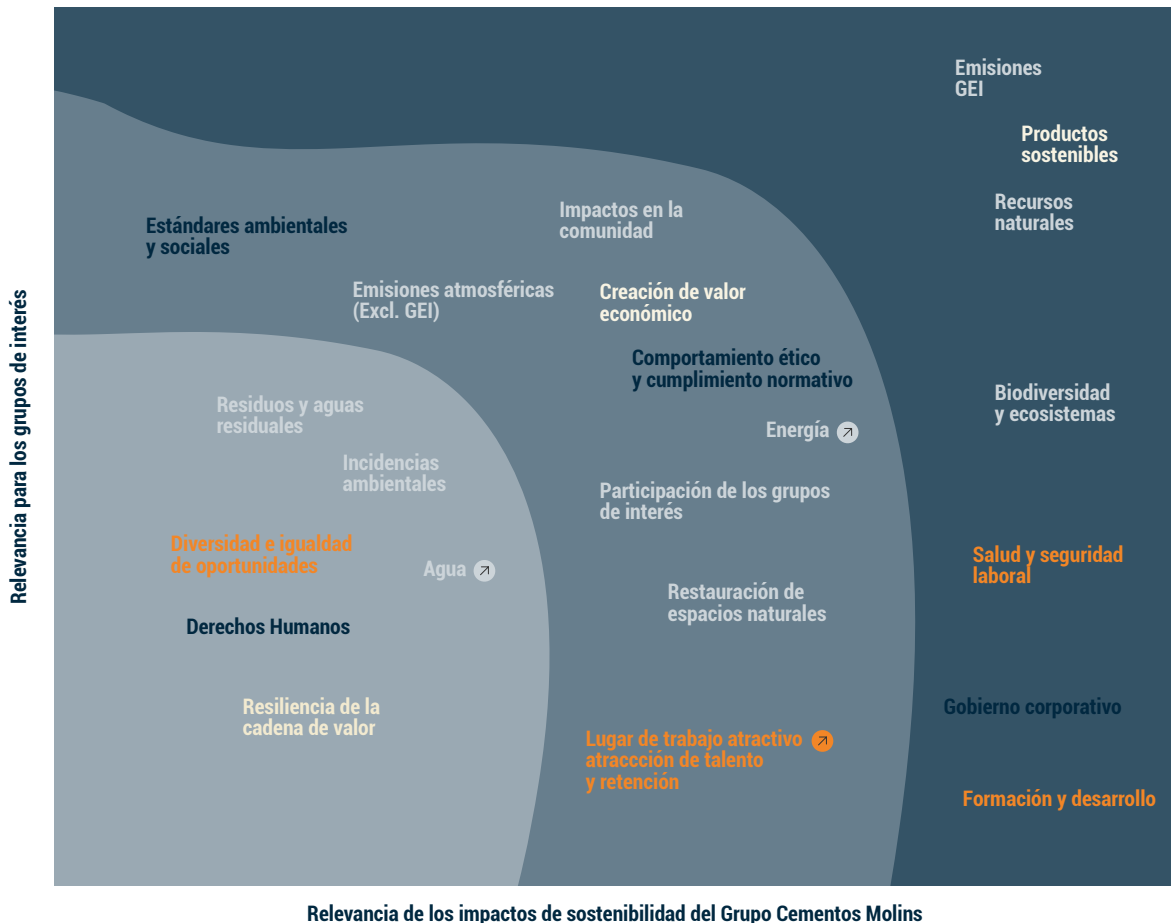 Emisiones
GEI
Productos
sostenibles
Recursos
naturales
Impactos en la
comunidad
Estándares ambientales
y sociales
Emisiones atmosféricas
(Excl. GEI)
Creación de valor
económico
Comportamiento ético
y cumplimiento normativo
Biodiversidad
y ecosistemas
Residuos y aguas
residuales
Energía
Incidencias
ambientales
Participación de los grupos
de interés
Diversidad e igualdad
de oportunidades
Agua
Salud y seguridad
laboral
Restauración de
espacios naturales
Derechos Humanos
Resiliencia de la
cadena de valor
Gobierno corporativo
Lugar de trabajo atractivo
atraccción de talento
y retención
Formación y desarrollo
Relevancia para los grupos de interés
Relevancia de los impactos de sostenibilidad del Grupo Cementos Molins